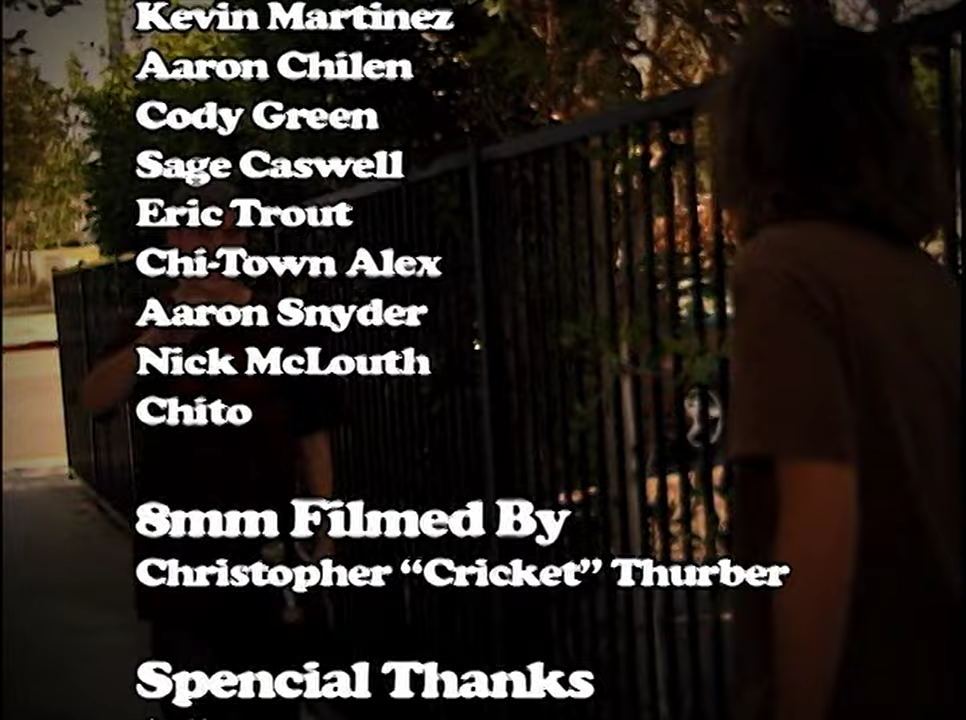 Kevin Martinez
Aaron Chilen
Cody Green
Sage Caswell
Eric Trout
Chi-Town Alex
Aaron Snyder
Nick McLouth
Chito
8mm Filmed By
Christopher “Cricket” Thurber
Spencial Thanks